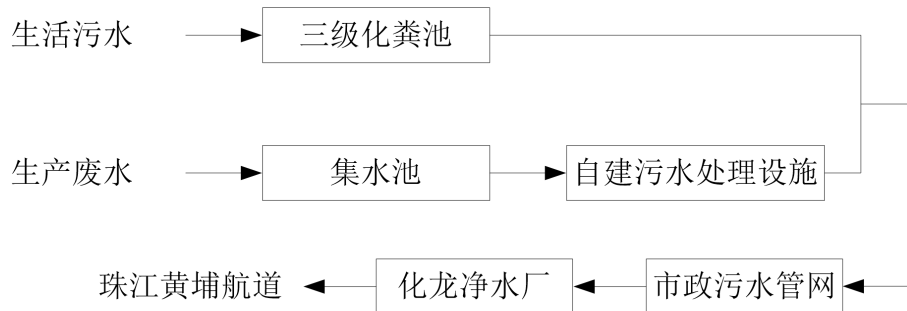 生活污水
三级化粪池
生产废水
集水池
自建污水处理设施
珠江黄埔航道
化龙净水厂
市政污水管网